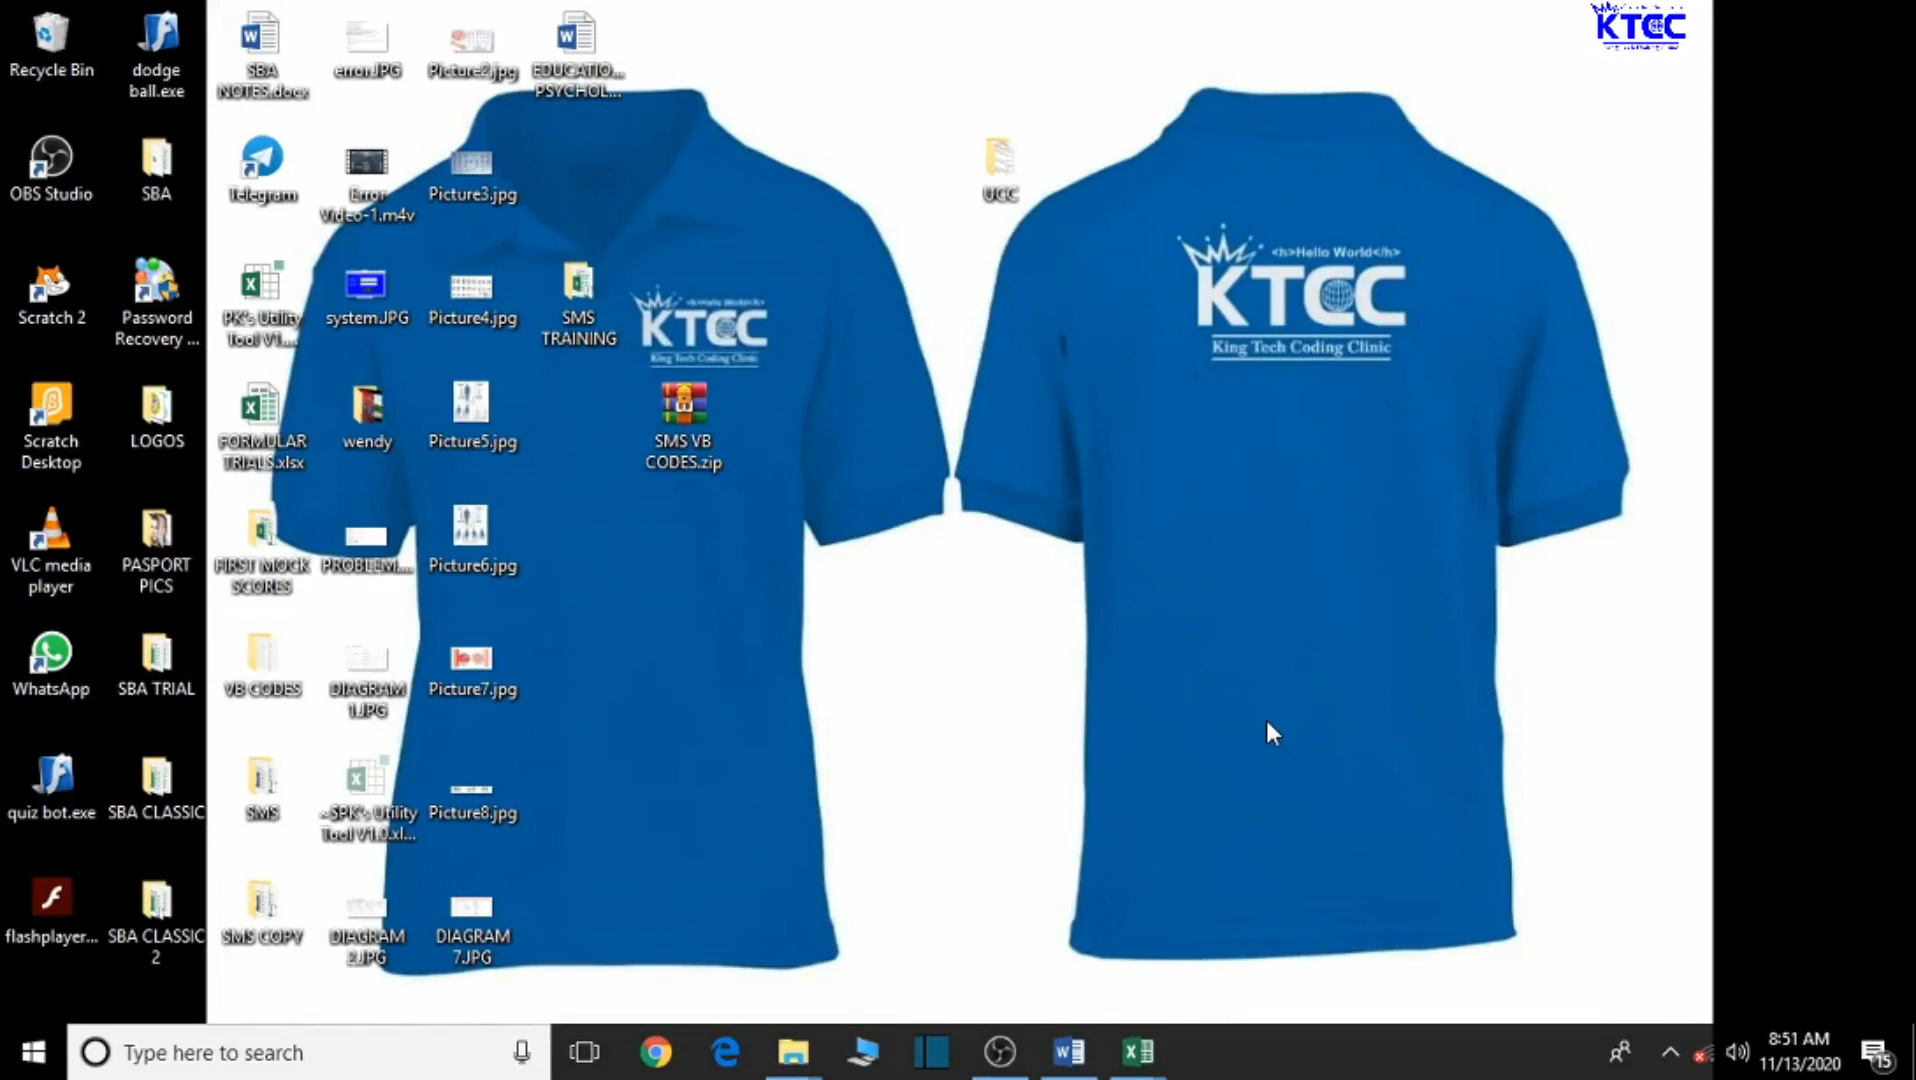 Recycle Bin
dodge
ball.exe
SBA
NOTES.docx
error.JPG
Picture2.jpg
EDUCATIO...
PSYCHOL...
KTCC
OBS Studio
SBA
Telegram
Error
Video-1.m4v
Picture3.jpg
UCC
Scratch 2
Password
Recovery ...
PK's Utility
Tool V1....
system.JPG
Picture4.jpg
SMS
TRAINING
<h>Hello World</h>
KTCC
King Tech Coding Clinic
<h>Hello World</h>
KTCC
King Tech Coding Clinic
Scratch
Desktop
LOGOS
FORMULAR
TRIALS.xlsx
wendy
Picture5.jpg
SMS VB
CODES.zip
VLC media
player
PASPORT
PICS
FIRST MOCK
SCORES
PROBLEM....
Picture6.jpg
WhatsApp
SBA TRIAL
VB CODES
DIAGRAM
1.JPG
Picture7.jpg
quiz bot.exe
SBA CLASSIC
SMS
~$PK's Utility
Tool V1.0.xl...
Picture8.jpg
flashplayer...
SBA CLASSIC
2
SMS COPY
DIAGRAM
2.JPG
DIAGRAM
7.JPG
Type here to search
8:51 AM
11/13/2020
15